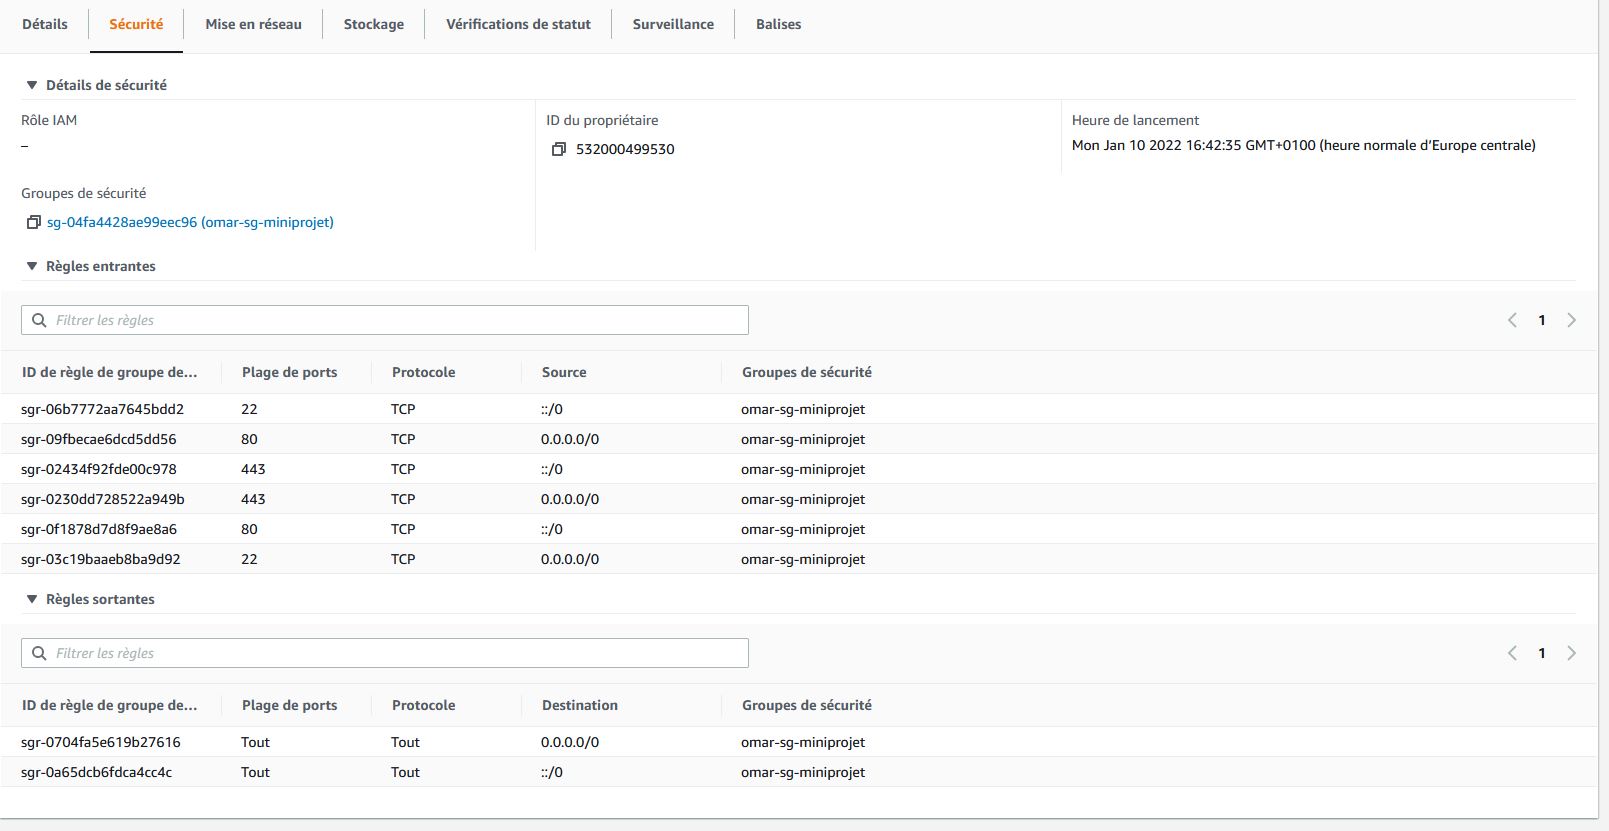 Détails Sécurité Mise en réseau Stockage Vérifications de statut Surveillance Balises
Détails de sécurité
Rôle IAM
–
ID du propriétaire
532000499530
Heure de lancement
Mon Jan 10 2022 16:42:35 GMT+0100 (heure normale d'Europe centrale)
Groupes de sécurité
sg-04fa4428ae99eec96 (omar-sg-miniprojet)
Règles entrantes
Filtrer les règles 1
ID de règle de groupe de... Plage de ports Protocole Source Groupes de sécurité
sgr-06b7772aa7645bdd2 22 TCP ::/0 omar-sg-miniprojet
sgr-09fbecae6dcd5dd56 80 TCP 0.0.0.0/0 omar-sg-miniprojet
sgr-02434f92fde00c978 443 TCP ::/0 omar-sg-miniprojet
sgr-0230dd728522a949b 443 TCP 0.0.0.0/0 omar-sg-miniprojet
sgr-0f1878d7d8f9ae8a6 80 TCP ::/0 omar-sg-miniprojet
sgr-03c19baaeb8ba9d92 22 TCP 0.0.0.0/0 omar-sg-miniprojet
Règles sortantes
Filtrer les règles 1
ID de règle de groupe de... Plage de ports Protocole Destination Groupes de sécurité
sgr-0704fa5e619b27616 Tout Tout 0.0.0.0/0 omar-sg-miniprojet
sgr-0a65dcb6fdca4cc4c Tout Tout ::/0 omar-sg-miniprojet